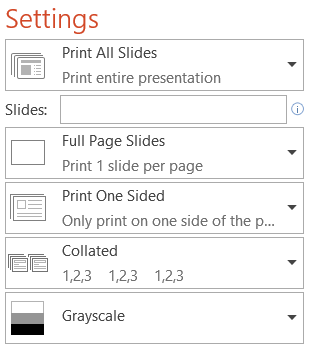 Settings
Print All Slides
Print entire presentation
Slides:
Full Page Slides
Print 1 slide per page
Print One Sided
Only print on one side of the p...
Collated
1,2,3 1,2,3 1,2,3
Grayscale